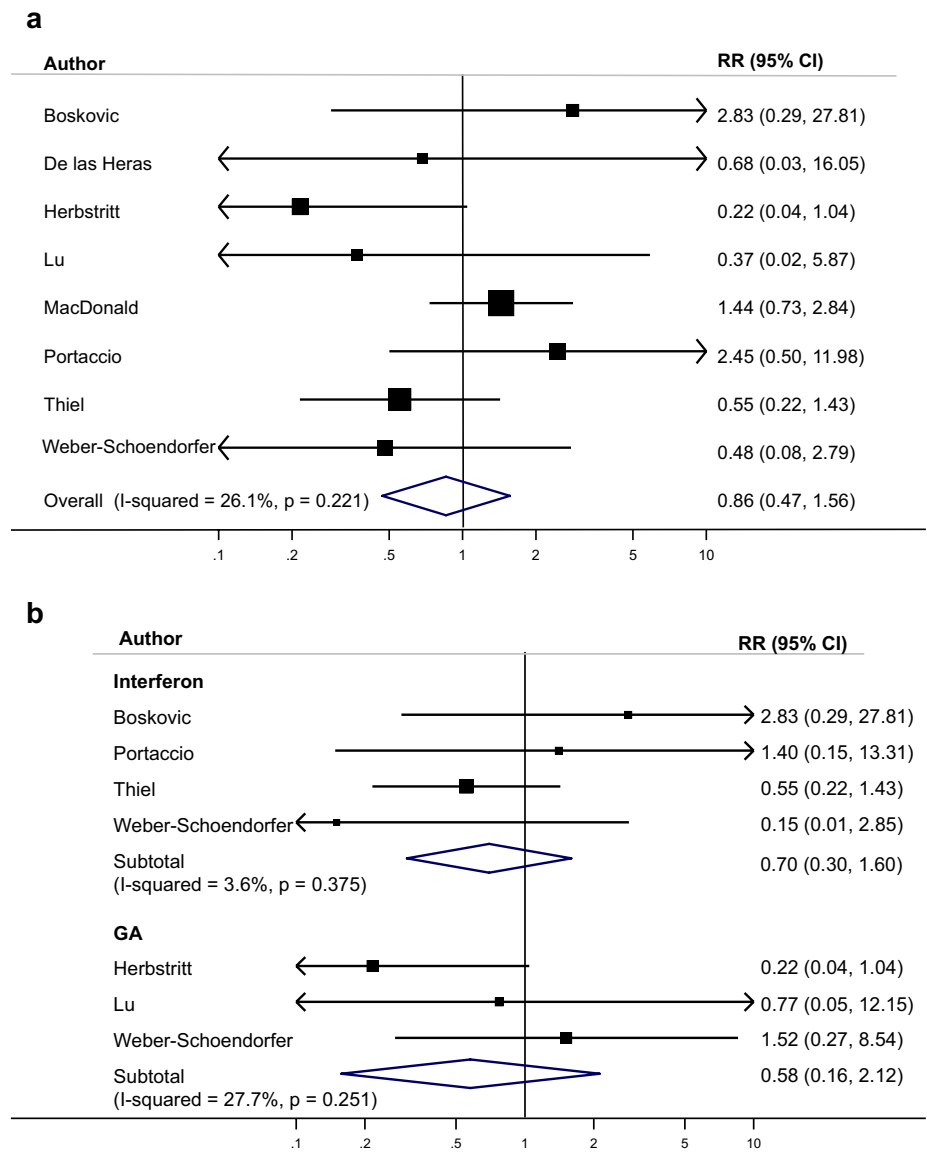 a
Author RR (95% CI)
Boskovic 2.83 (0.29, 27.81)
De las Heras 0.68 (0.03, 16.05)
Herbstritt 0.22 (0.04, 1.04)
Lu 0.37 (0.02, 5.87)
MacDonald 1.44 (0.73, 2.84)
Portaccio 2.45 (0.50, 11.98)
Thiel 0.55 (0.22, 1.43)
Weber-Schoendorfer 0.48 (0.08, 2.79)
Overall (I-squared = 26.1%, p = 0.221) 0.86 (0.47, 1.56)
.1 .2 .5 1 2 5 10
b
Author RR (95% CI)
Interferon
Boskovic 2.83 (0.29, 27.81)
Portaccio 1.40 (0.15, 13.31)
Thiel 0.55 (0.22, 1.43)
Weber-Schoendorfer 0.15 (0.01, 2.85)
Subtotal 0.70 (0.30, 1.60)
(I-squared = 3.6%, p = 0.375)
GA
Herbstritt 0.22 (0.04, 1.04)
Lu 0.77 (0.05, 12.15)
Weber-Schoendorfer 1.52 (0.27, 8.54)
Subtotal 0.58 (0.16, 2.12)
(I-squared = 27.7%, p = 0.251)
.1 .2 .5 1 2 5 10